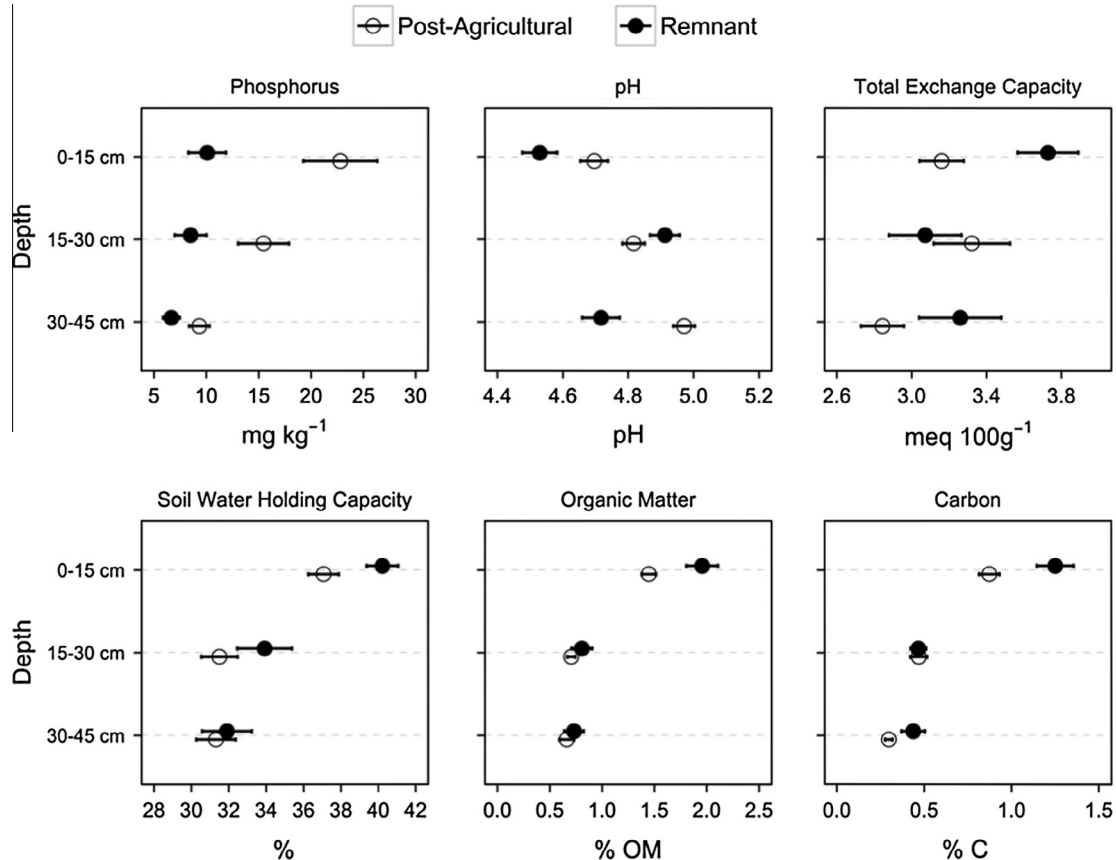 Post-Agricultural Remnant
Phosphorus pH Total Exchange Capacity
Depth
0-15 cm
15-30 cm
30-45 cm
5 10 15 20 25 30 4.4 4.6 4.8 5.0 5.2 2.6 3.0 3.4 3.8
mg kg⁻¹ pH meq 100g⁻¹
Soil Water Holding Capacity Organic Matter Carbon
Depth
0-15 cm
15-30 cm
30-45 cm
28 30 32 34 36 38 40 42 0.0 0.5 1.0 1.5 2.0 2.5 0.0 0.5 1.0 1.5
% % OM % C